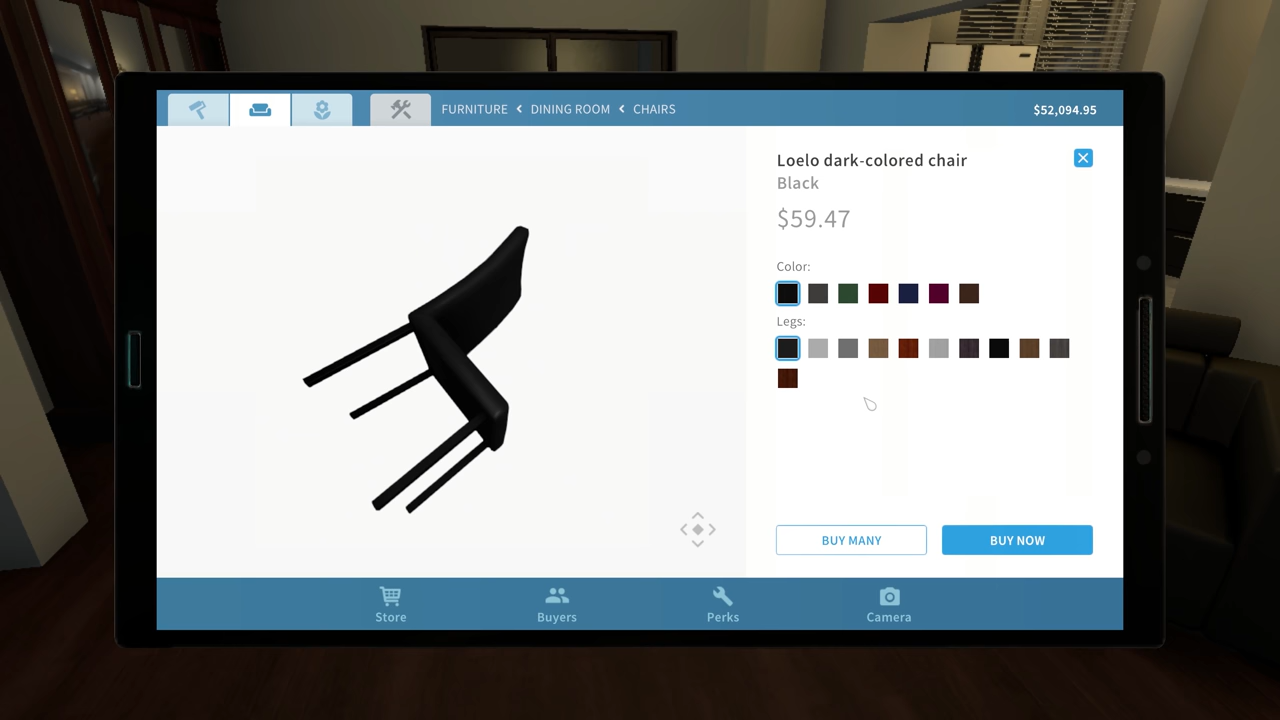 FURNITURE < DINING ROOM < CHAIRS
$52,094.95
Loelo dark-colored chair
Black
$59.47
Color:
Legs:
BUY MANY
BUY NOW
Store
Buyers
Perks
Camera